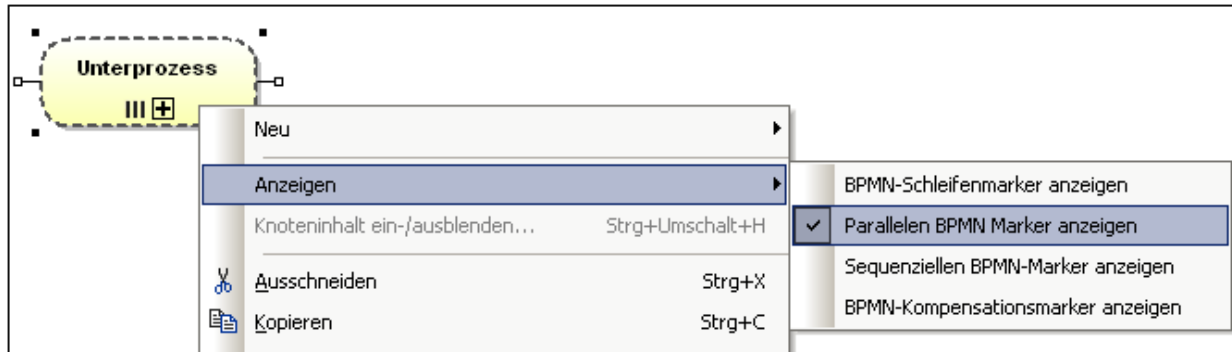 Unterprozess
Neu
Anzeigen
BPMN-Schleifenmarker anzeigen
Knoteninhalt ein-/ausblenden... Strg+Umschalt+H
Parallelen BPMN Marker anzeigen
Sequenziellen BPMN-Marker anzeigen
Ausschneiden Strg+X
BPMN-Kompensationsmarker anzeigen
Kopieren Strg+C